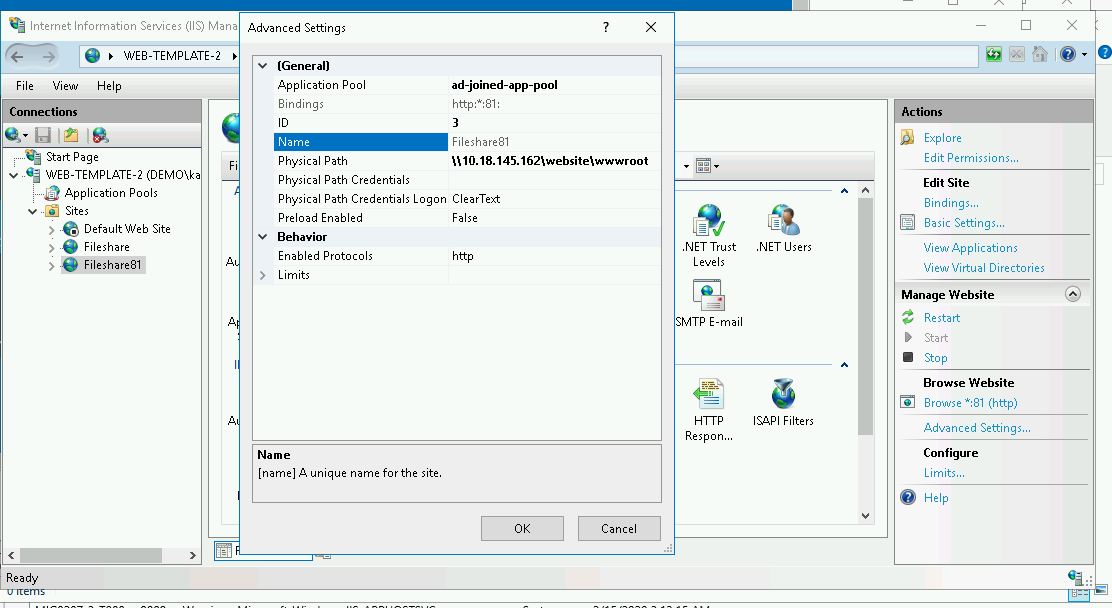 Internet Information Services (IIS) Mana
Advanced Settings
?
WEB-TEMPLATE-2
File View Help
Connections
Start Page
WEB-TEMPLATE-2 (DEMO\ka
Application Pools
Sites
Default Web Site
Fileshare
Fileshare81
(General)
Application Pool ad-joined-app-pool
Bindings http:*:81:
ID 3
Name Fileshare81
Physical Path \\10.18.145.162\website\wwwroot
Physical Path Credentials
Physical Path Credentials Logon ClearText
Preload Enabled False
Behavior
Enabled Protocols http
Limits
Name
[name] A unique name for the site.
OK Cancel
Fi
Au
.NET Trust
Levels
.NET Users
SMTP E-mail
HTTP
Respon...
ISAPI Filters
Actions
Explore
Edit Permissions...
Edit Site
Bindings...
Basic Settings...
View Applications
View Virtual Directories
Manage Website
Restart
Start
Stop
Browse Website
Browse *:81 (http)
Advanced Settings...
Configure
Limits...
Help
Ready
0 items